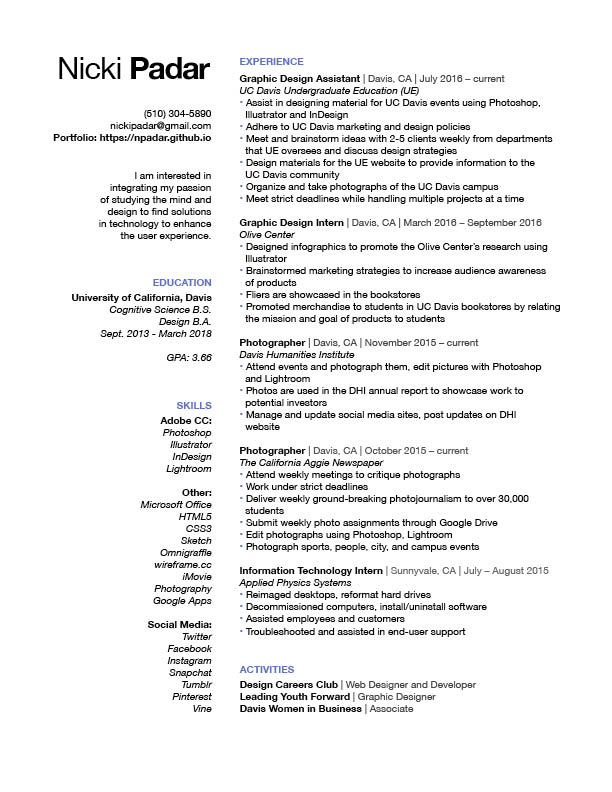 Nicki Padar
(510) 304-5890
nickipadar@gmail.com
Portfolio: https://npadar.github.io
I am interested in
integrating my passion
of studying the mind and
design to find solutions
in technology to enhance
the user experience.
EDUCATION
University of California, Davis
Cognitive Science B.S.
Design B.A.
Sept. 2013 - March 2018
GPA: 3.66
SKILLS
Adobe CC:
Photoshop
Illustrator
InDesign
Lightroom
Other:
Microsoft Office
HTML5
CSS3
Sketch
Omnigraffle
wireframe.cc
iMovie
Photography
Google Apps
Social Media:
Twitter
Facebook
Instagram
Snapchat
Tumblr
Pinterest
Vine
EXPERIENCE
Graphic Design Assistant | Davis, CA | July 2016 – current
UC Davis Undergraduate Education (UE)
• Assist in designing material for UC Davis events using Photoshop,
Illustrator and InDesign
• Adhere to UC Davis marketing and design policies
• Meet and brainstorm ideas with 2-5 clients weekly from departments
that UE oversees and discuss design strategies
• Design materials for the UE website to provide information to the
UC Davis community
• Organize and take photographs of the UC Davis campus
• Meet strict deadlines while handling multiple projects at a time
Graphic Design Intern | Davis, CA | March 2016 – September 2016
Olive Center
• Designed infographics to promote the Olive Center's research using
Illustrator
• Brainstormed marketing strategies to increase audience awareness
of products
• Fliers are showcased in the bookstores
• Promoted merchandise to students in UC Davis bookstores by relating
the mission and goal of products to students
Photographer | Davis, CA | November 2015 – current
Davis Humanities Institute
• Attend events and photograph them, edit pictures with Photoshop
and Lightroom
• Photos are used in the DHI annual report to showcase work to
potential investors
• Manage and update social media sites, post updates on DHI
website
Photographer | Davis, CA | October 2015 – current
The California Aggie Newspaper
• Attend weekly meetings to critique photographs
• Work under strict deadlines
• Deliver weekly ground-breaking photojournalism to over 30,000
students
• Submit weekly photo assignments through Google Drive
• Edit photographs using Photoshop, Lightroom
• Photograph sports, people, city, and campus events
Information Technology Intern | Sunnyvale, CA | July – August 2015
Applied Physics Systems
• Reimaged desktops, reformat hard drives
• Decommissioned computers, install/uninstall software
• Assisted employees and customers
• Troubleshooted and assisted in end-user support
ACTIVITIES
Design Careers Club | Web Designer and Developer
Leading Youth Forward | Graphic Designer
Davis Women in Business | Associate